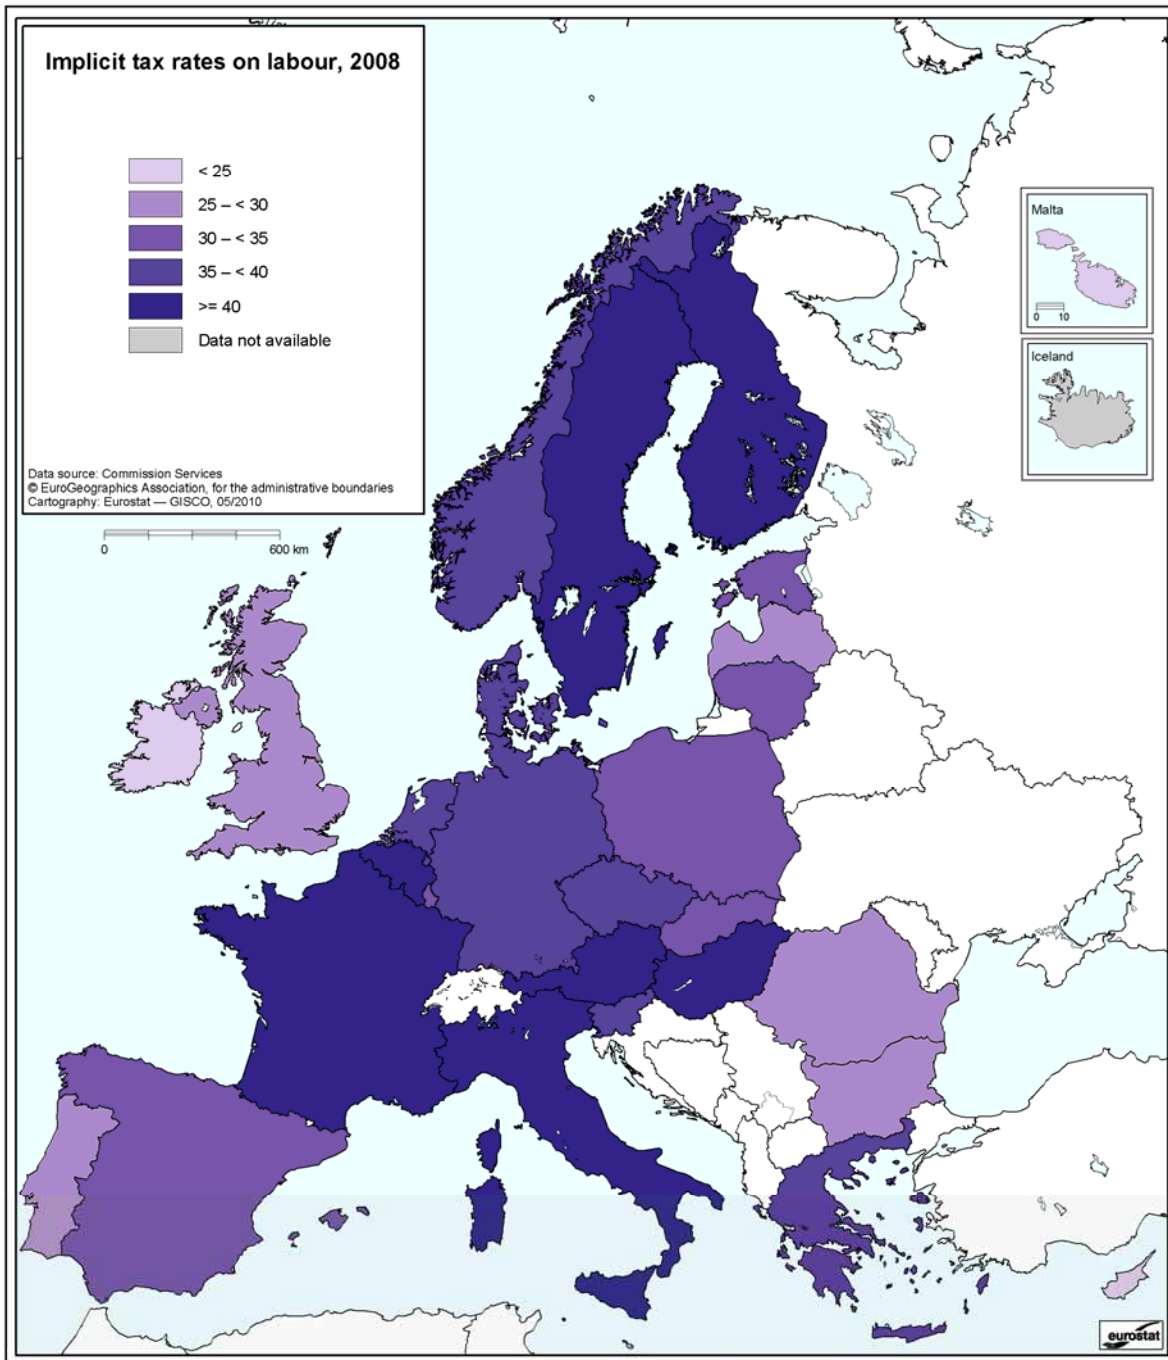 Implicit tax rates on labour, 2008
< 25
25 – < 30
30 – < 35
35 – < 40
>= 40
Data not available
Data source: Commission Services
© EuroGeographics Association, for the administrative boundaries
Cartography: Eurostat — GISCO, 05/2010
0 600 km
Malta
0 10
Iceland
eurostat